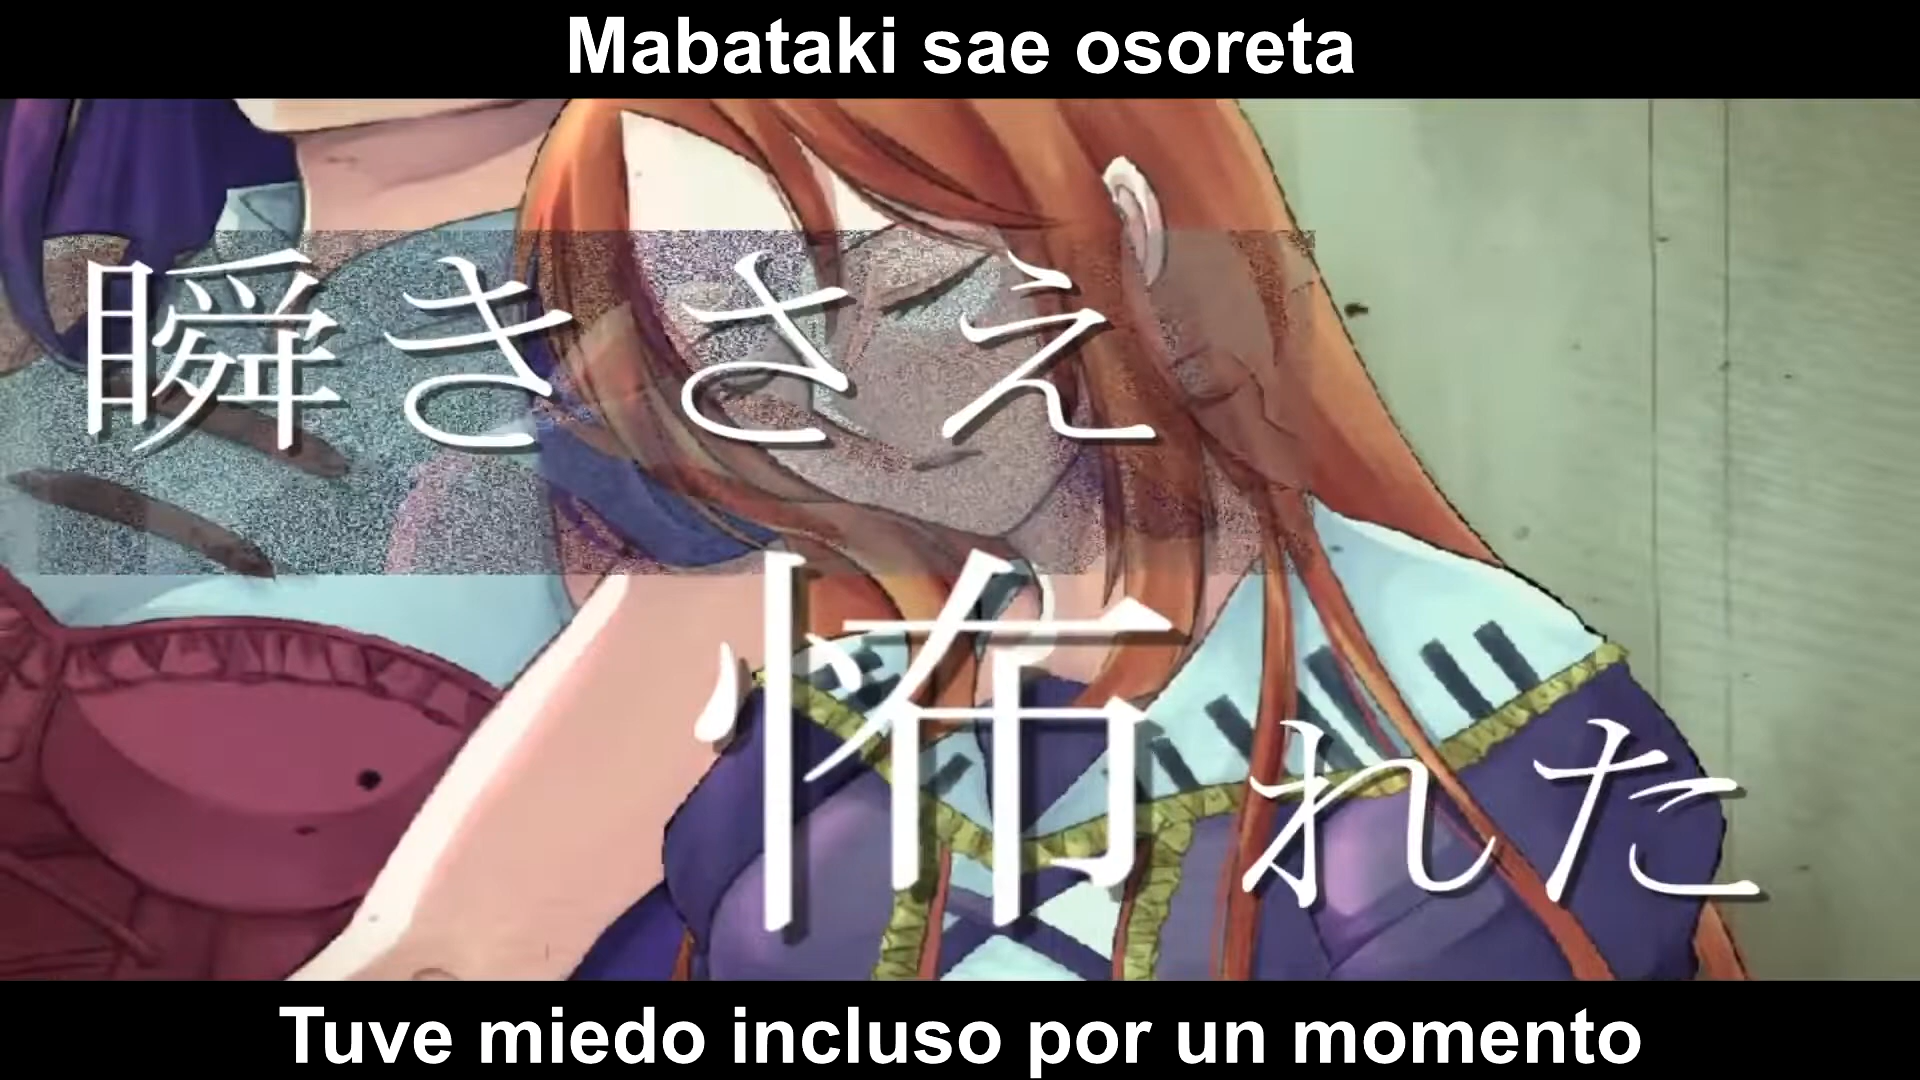 Mabataki sae osoreta
瞬きさえ
怖れた
Tuve miedo incluso por un momento